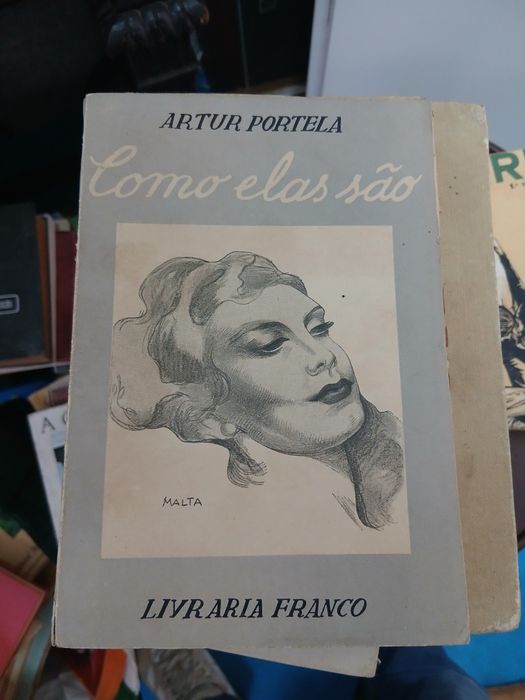 ARTUR PORTELA
Como elas são
MALTA
LIVRARIA FRANCO
R
A